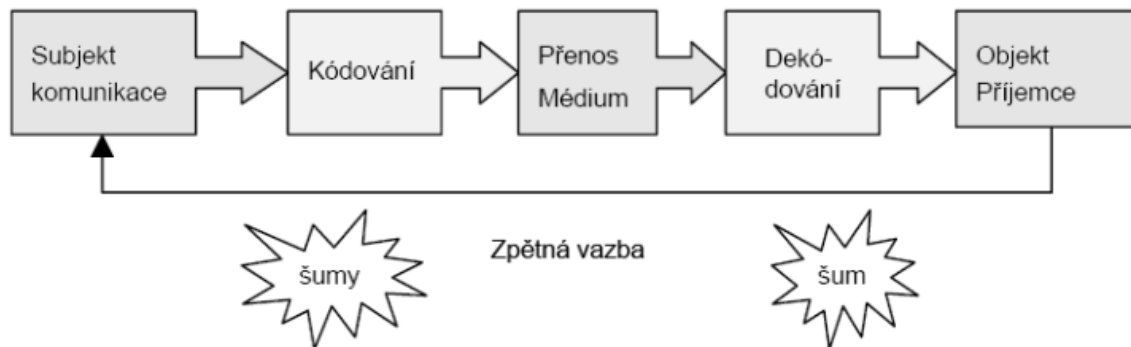 Subjekt
komunikace
Kódování
Přenos
Médium
Dekó-
dování
Objekt
Příjemce
Zpětná vazba
šumy
šum